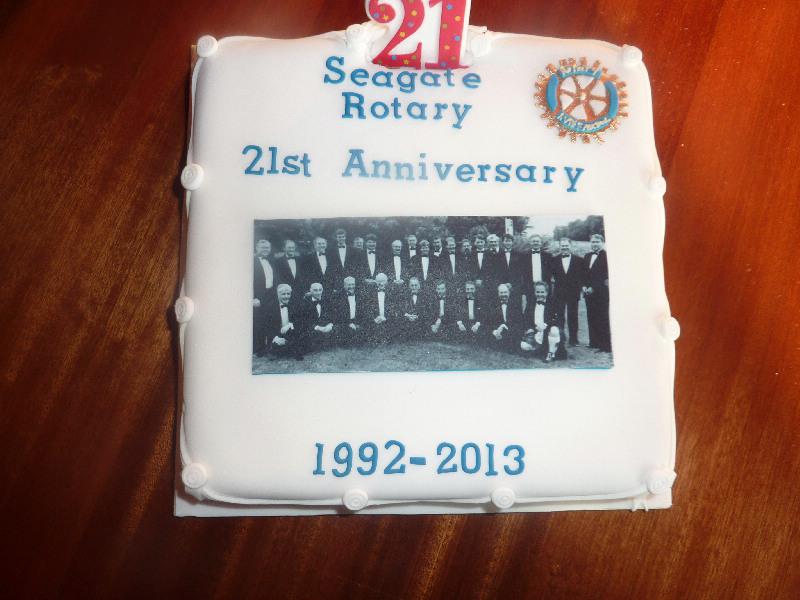 21
Seagate
Rotary
21st Anniversary
1992-2013